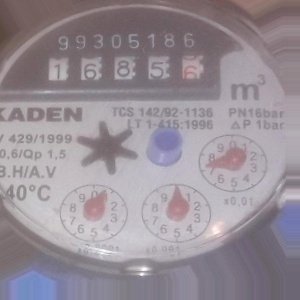 99305186
16856
m³
KADEN
TCS 142/92-1136 PN16bar
V 429/1999 LT 1-415:1996 ΔP 1bar
0,6/Qp 1,5
B.H/A.V
40°C
x0,01